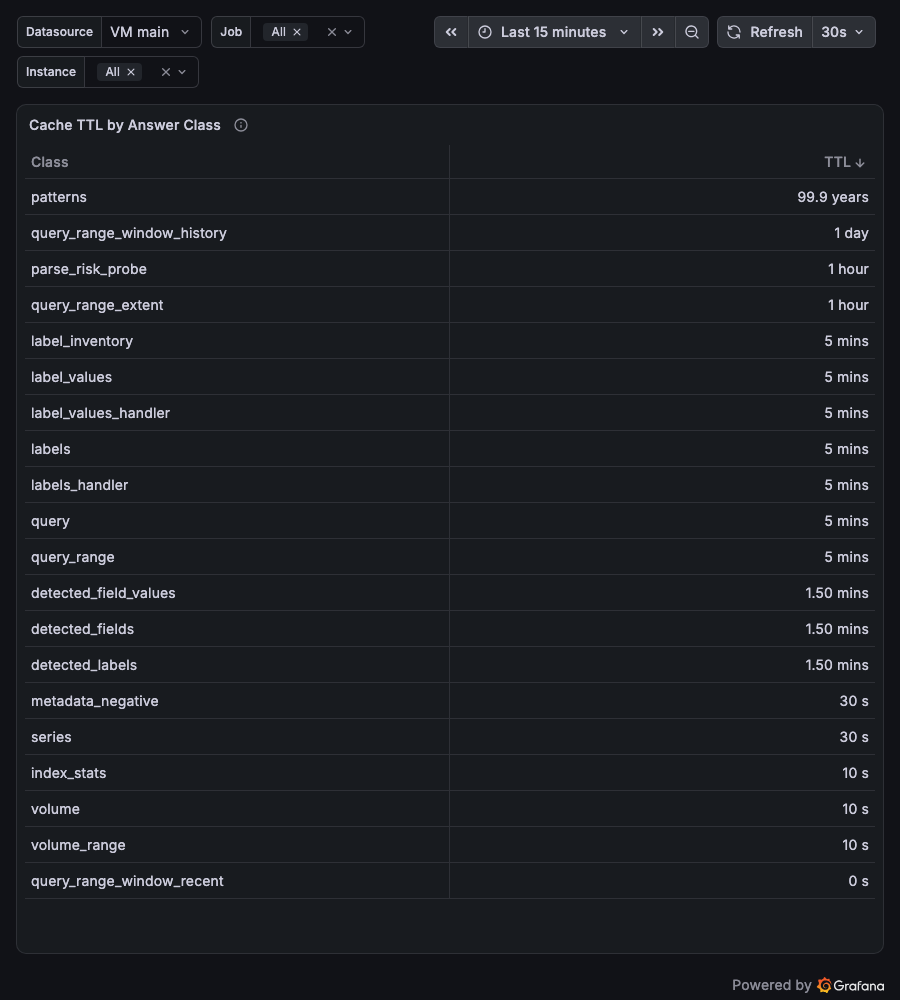 Datasource VM main Job All Last 15 minutes Refresh 30s
Instance All
Cache TTL by Answer Class
Class TTL
patterns 99.9 years
query_range_window_history 1 day
parse_risk_probe 1 hour
query_range_extent 1 hour
label_inventory 5 mins
label_values 5 mins
label_values_handler 5 mins
labels 5 mins
labels_handler 5 mins
query 5 mins
query_range 5 mins
detected_field_values 1.50 mins
detected_fields 1.50 mins
detected_labels 1.50 mins
metadata_negative 30 s
series 30 s
index_stats 10 s
volume 10 s
volume_range 10 s
query_range_window_recent 0 s
Powered by Grafana